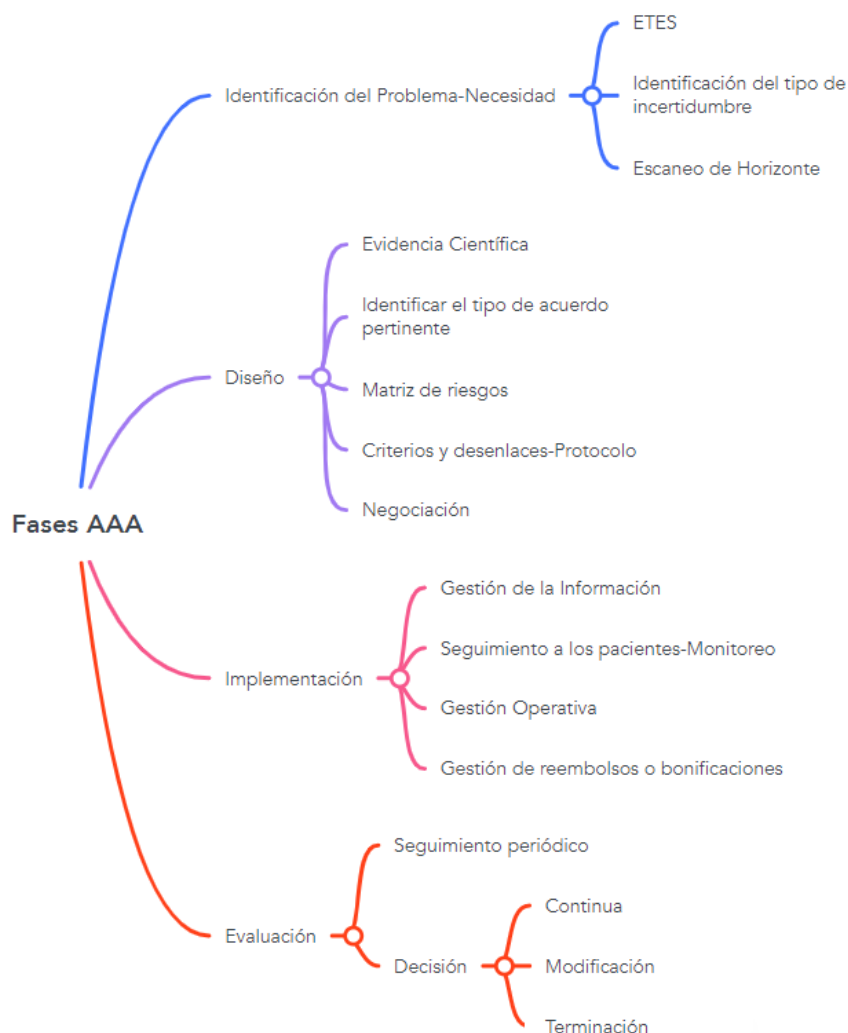 Fases AAA
Identificación del Problema-Necesidad
ETES
Identificación del tipo de
incertidumbre
Escaneo de Horizonte
Diseño
Evidencia Científica
Identificar el tipo de acuerdo
pertinente
Matriz de riesgos
Criterios y desenlaces-Protocolo
Negociación
Implementación
Gestión de la Información
Seguimiento a los pacientes-Monitoreo
Gestión Operativa
Gestión de reembolsos o bonificaciones
Evaluación
Seguimiento periódico
Decisión
Continua
Modificación
Terminación